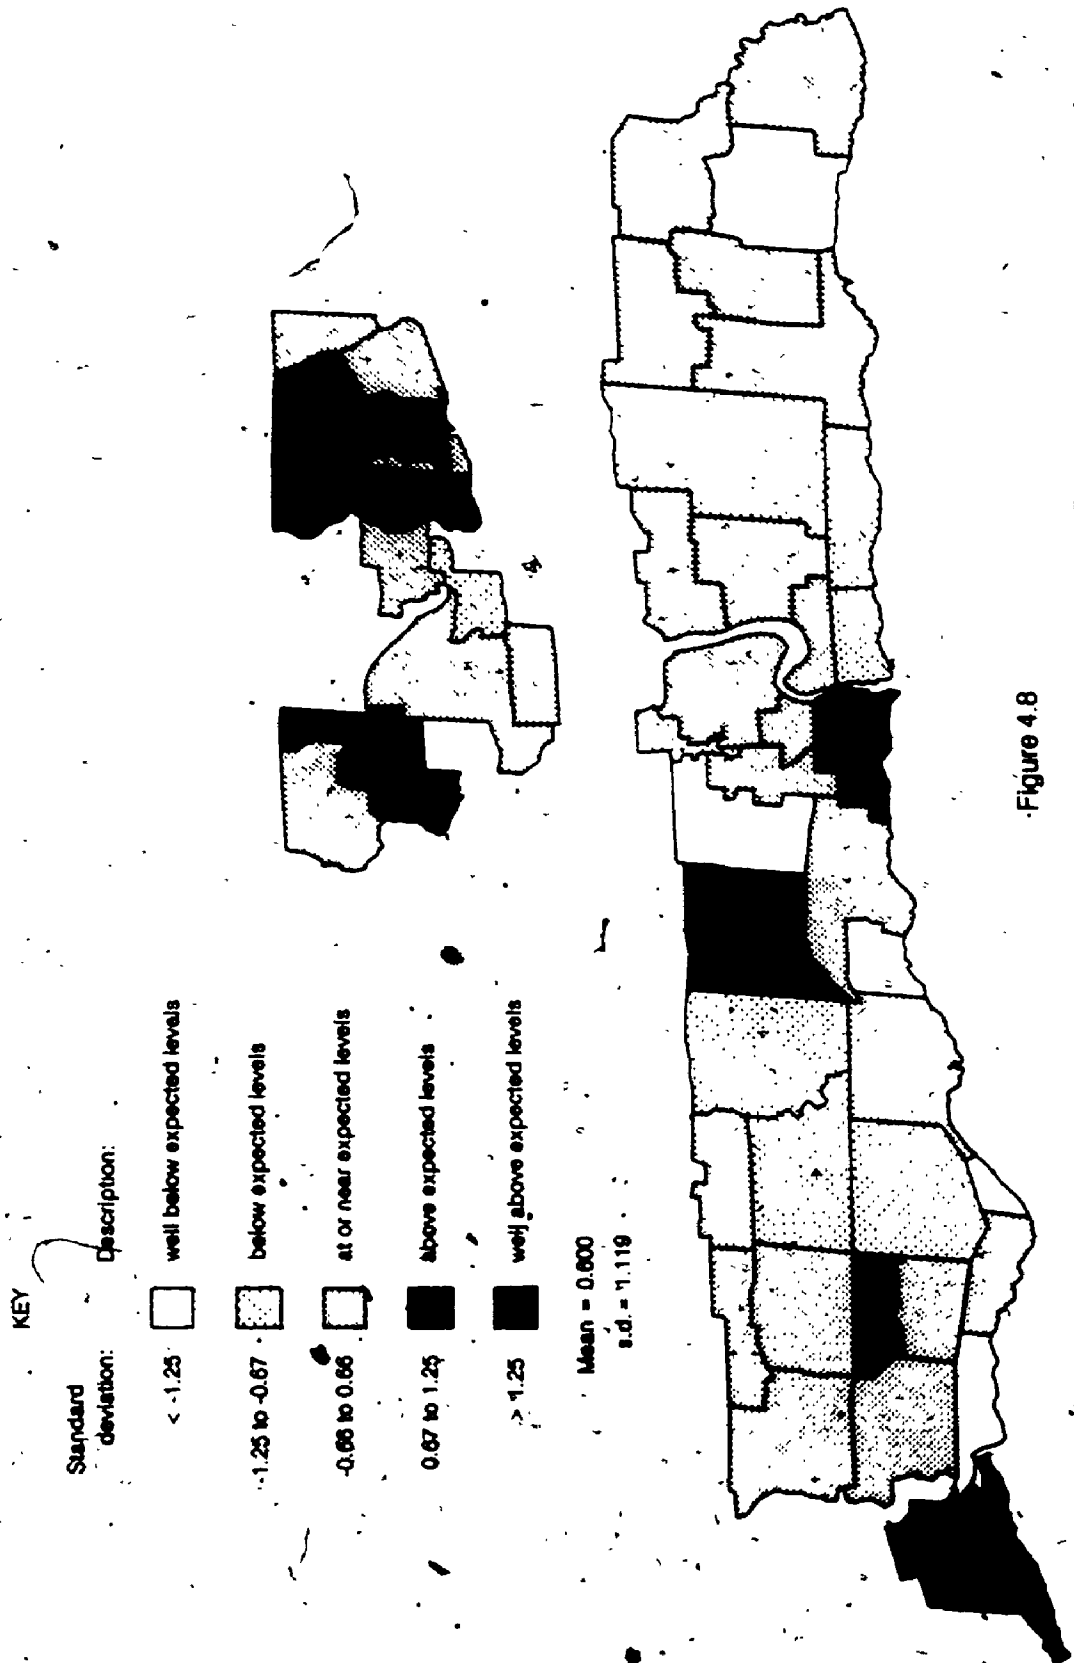 KEY
Standard
deviation:
Description:
< -1.25 well below expected levels
-1.25 to -0.67 below expected levels
-0.66 to 0.66 at or near expected levels
0.67 to 1.25 above expected levels
> 1.25 well above expected levels
Mean = 0.600
s.d. = 1.119
Figure 4.8